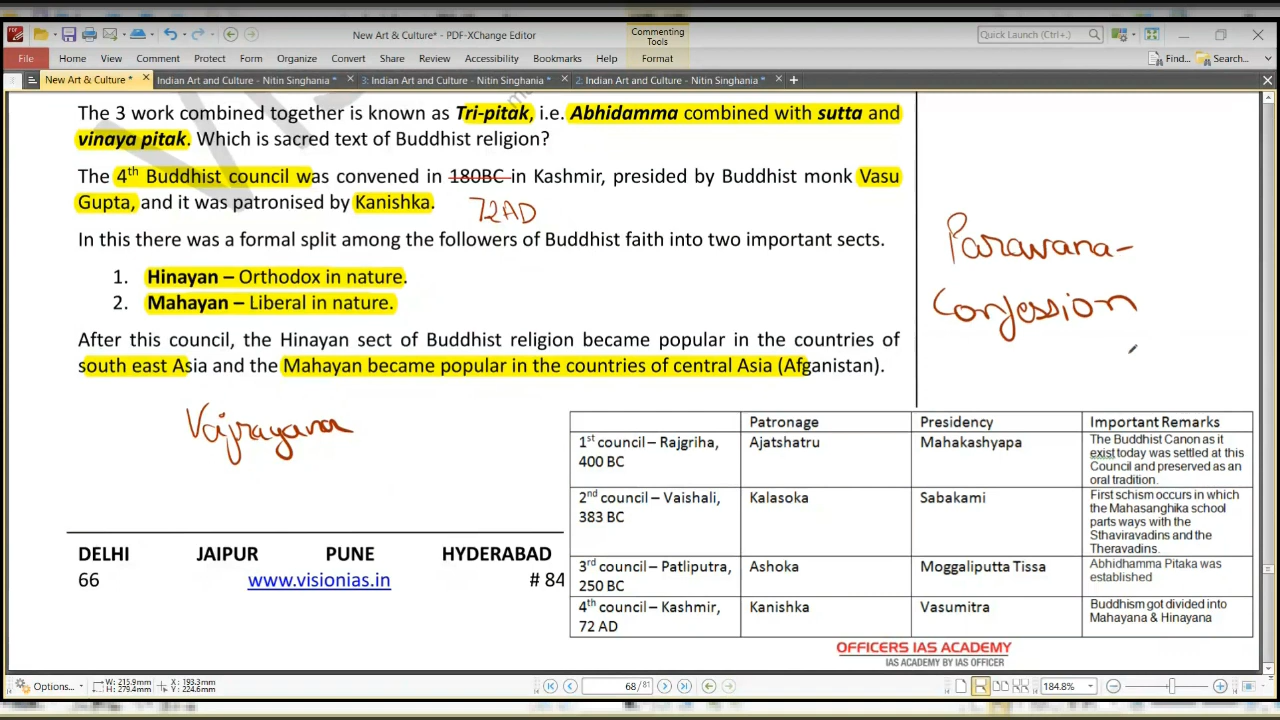 New Art & Culture* - PDF-XChange Editor
Commenting Tools
Quick Launch (Ctrl+.)
File Home View Comment Protect Form Organize Convert Share Review Accessibility Bookmarks Help Format Find... Search...
New Art & Culture * × Indian Art and Culture - Nitin Singhania * × 3: Indian Art and Culture - Nitin Singhania * × 2: Indian Art and Culture - Nitin Singhania * ×
The 3 work combined together is known as Tri-pitak, i.e. Abhidamma combined with sutta and
vinaya pitak. Which is sacred text of Buddhist religion?
The 4th Buddhist council was convened in 180BC in Kashmir, presided by Buddhist monk Vasu
Gupta, and it was patronised by Kanishka.
72AD
In this there was a formal split among the followers of Buddhist faith into two important sects.
1. Hinayan – Orthodox in nature.
2. Mahayan – Liberal in nature.
After this council, the Hinayan sect of Buddhist religion became popular in the countries of
south east Asia and the Mahayan became popular in the countries of central Asia (Afganistan).
Vajrayana
Paravana-
Confession
DELHI JAIPUR PUNE HYDERABAD
66 www.visionias.in # 84
Patronage Presidency Important Remarks
1st council – Rajgriha, 400 BC Ajatshatru Mahakashyapa The Buddhist Canon as it
exist today was settled at this
Council and preserved as an
oral tradition.
2nd council – Vaishali, 383 BC Kalasoka Sabakami First schism occurs in which
the Mahasanghika school
parts ways with the
Sthaviravadins and the
Theravadins.
3rd council – Patliputra, 250 BC Ashoka Moggaliputta Tissa Abhidhamma Pitaka was
established
4th council – Kashmir, 72 AD Kanishka Vasumitra Buddhism got divided into
Mahayana & Hinayana
OFFICERS IAS ACADEMY
IAS ACADEMY BY IAS OFFICER
Options... W: 215.9mm H: 279.4mm X: 193.3mm Y: 224.6mm 68 / 81 184.8%